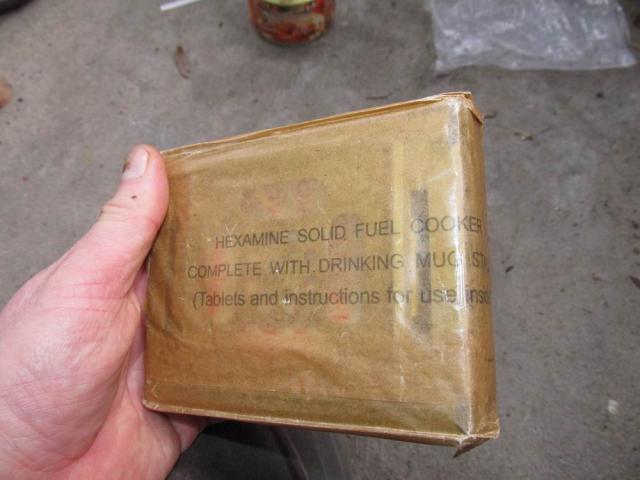 HEXAMINE SOLID FUEL COOKER
COMPLETE WITH DRINKING MUG
(Tablets and instructions for use